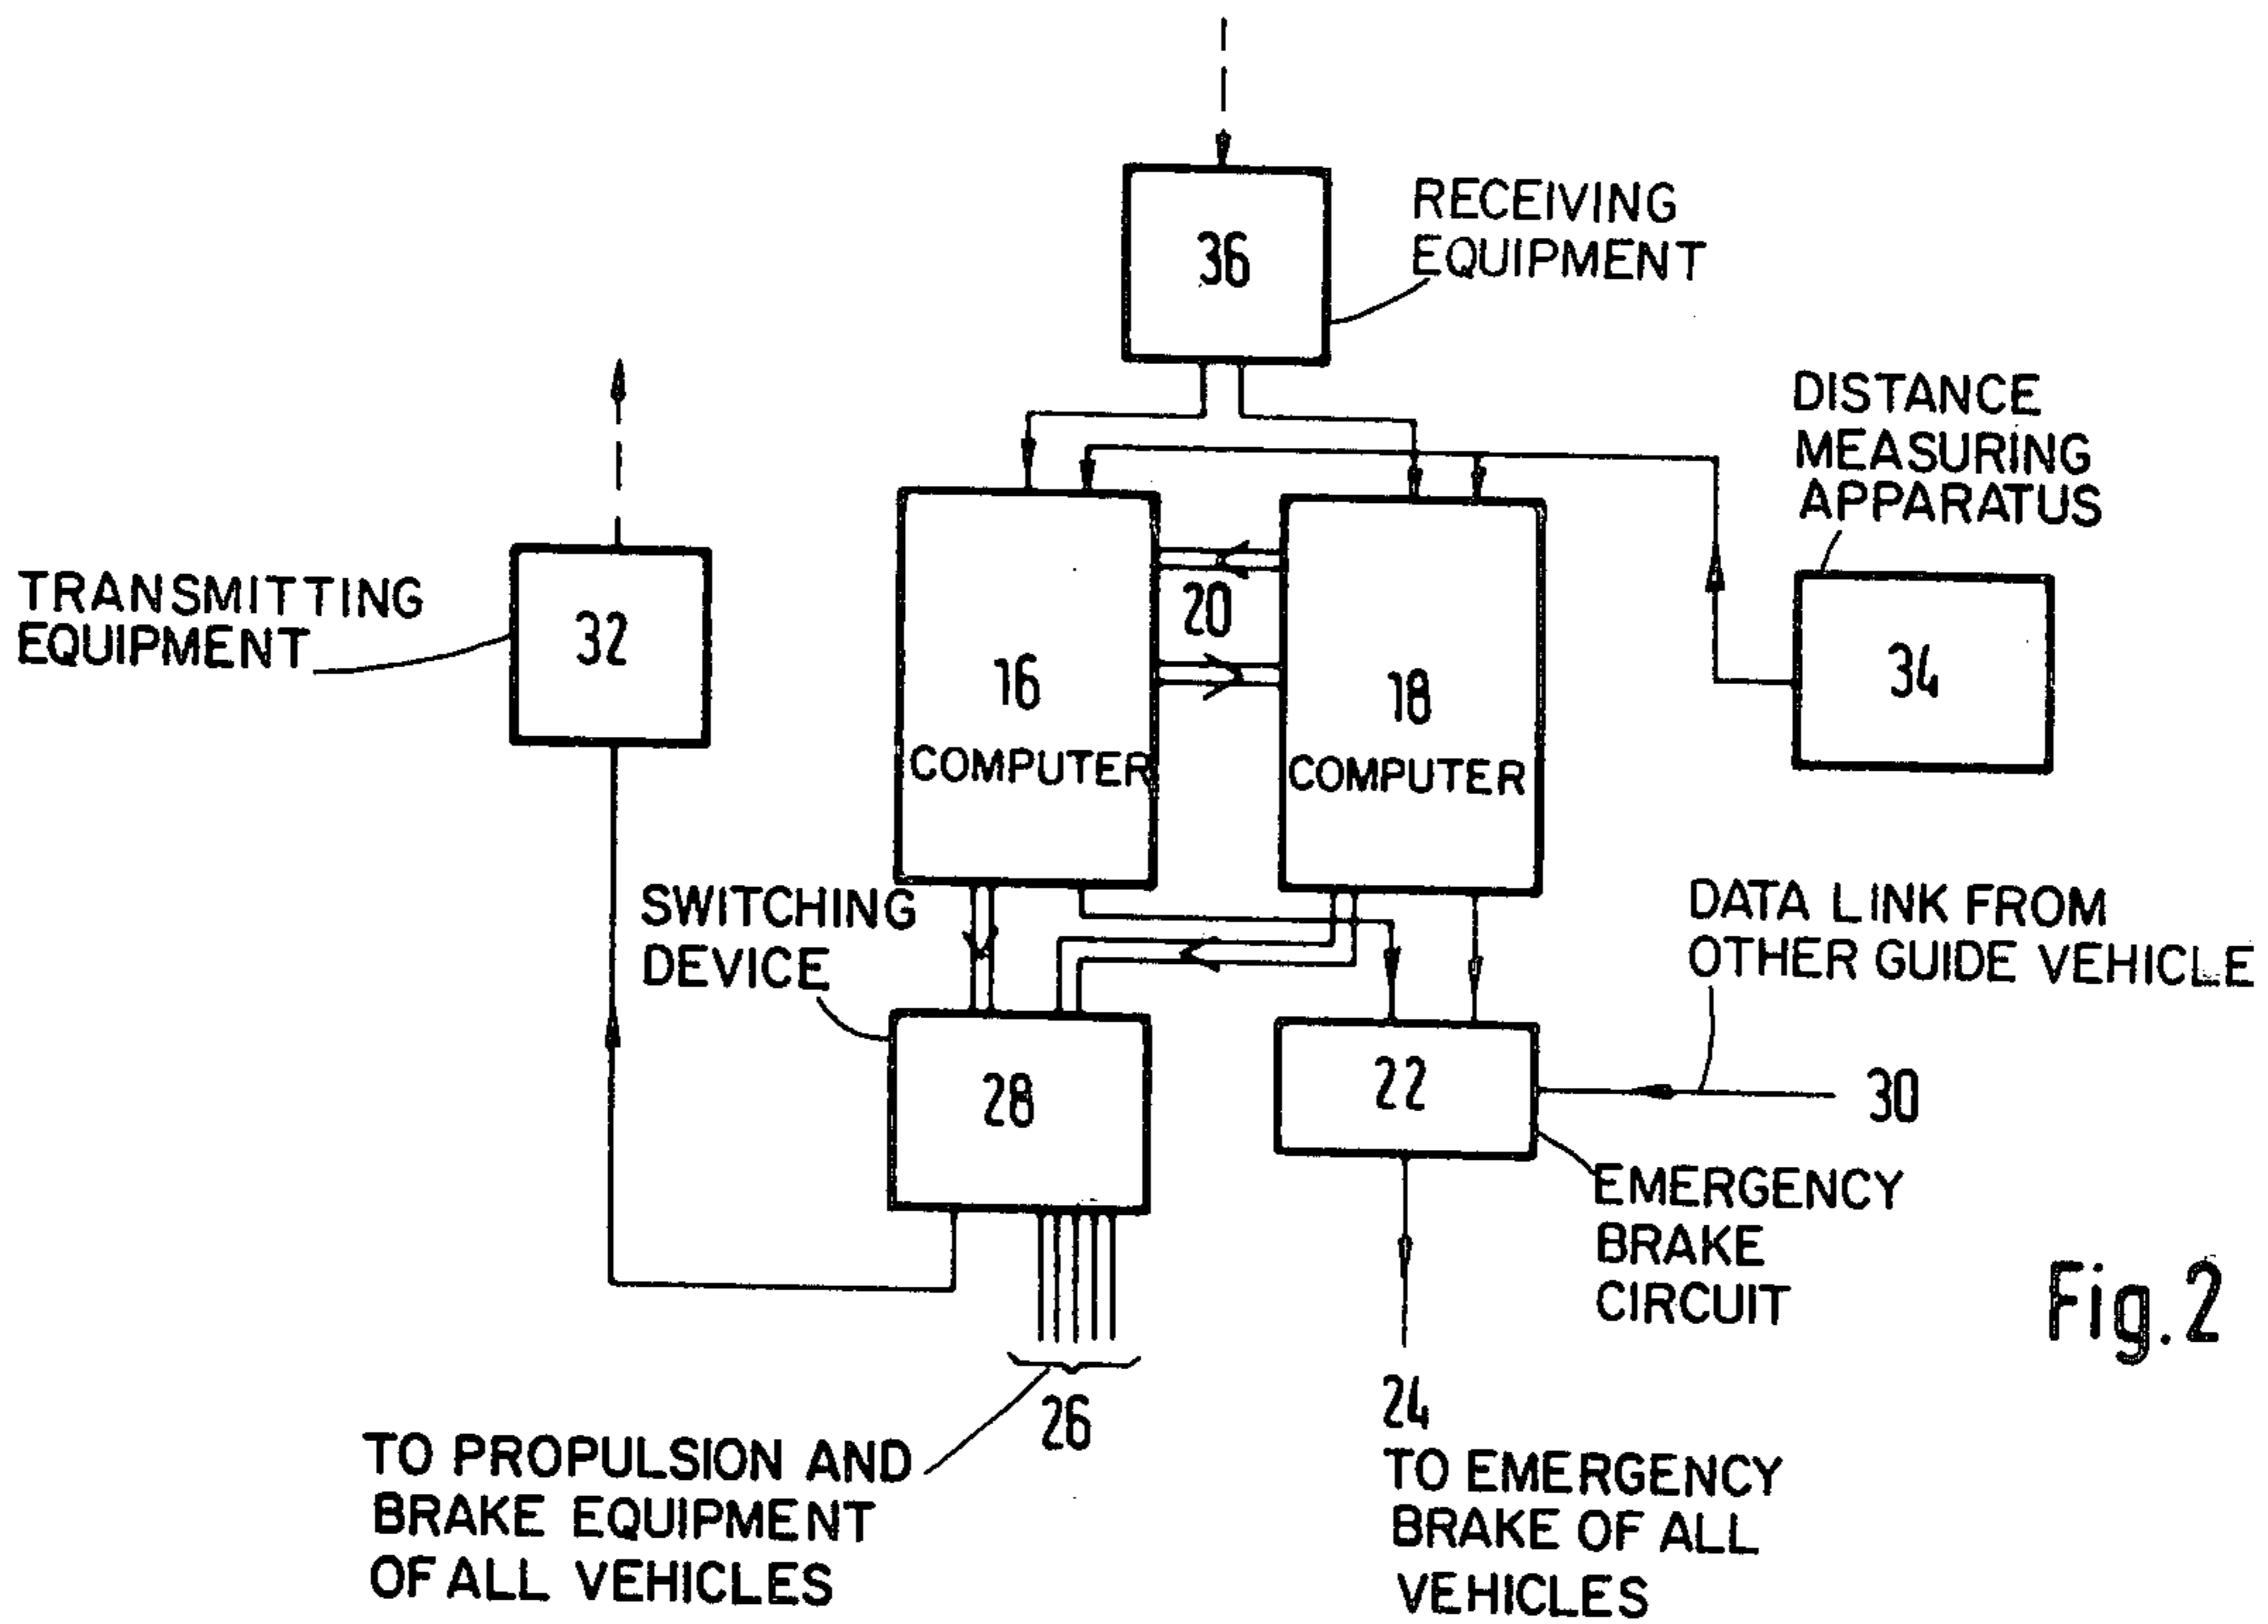 36
RECEIVING
EQUIPMENT
DISTANCE
MEASURING
APPARATUS
34
TRANSMITTING
EQUIPMENT
32
20
16
COMPUTER
18
COMPUTER
SWITCHING
DEVICE
28
DATA LINK FROM
OTHER GUIDE VEHICLE
22
30
EMERGENCY
BRAKE
CIRCUIT
26
TO PROPULSION AND
BRAKE EQUIPMENT
OF ALL VEHICLES
24
TO EMERGENCY
BRAKE OF ALL
VEHICLES
Fig. 2